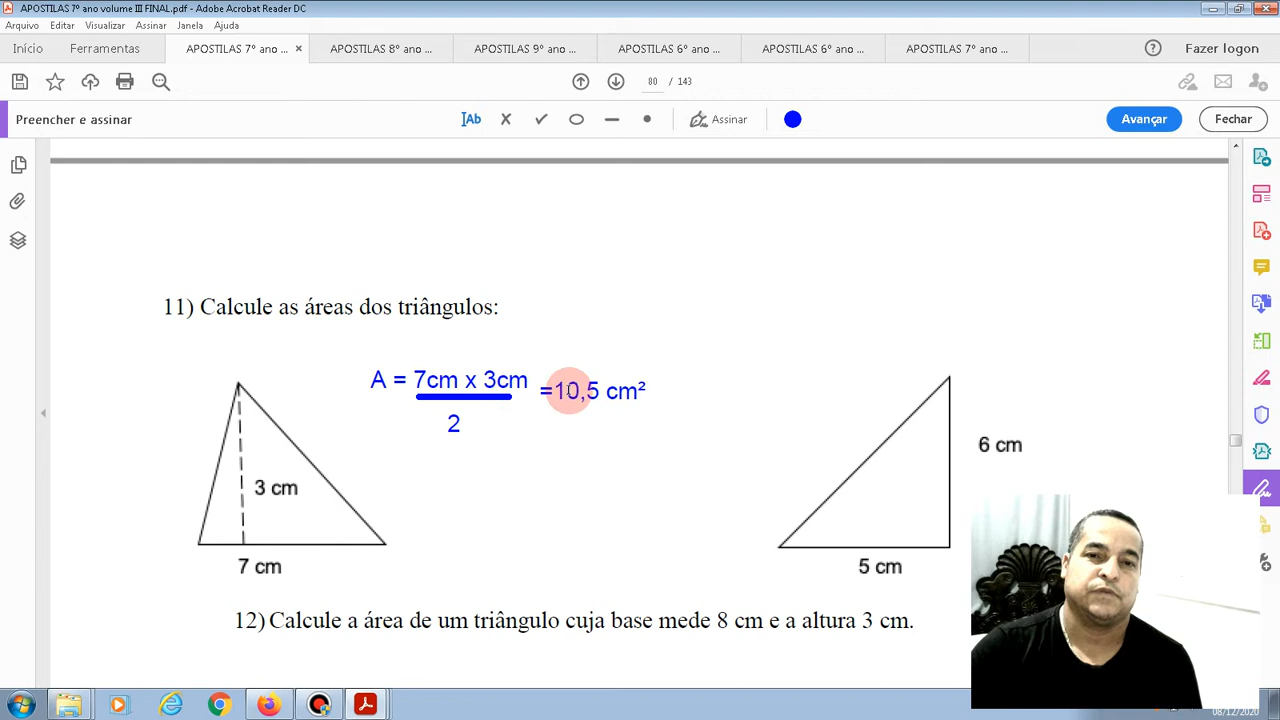 APOSTILAS 7º ano volume III FINAL.pdf - Adobe Acrobat Reader DC
Arquivo Editar Visualizar Assinar Janela Ajuda
Início Ferramentas APOSTILAS 7º ano ... × APOSTILAS 8º ano ... APOSTILAS 9º ano ... APOSTILAS 6º ano ... APOSTILAS 6º ano ... APOSTILAS 7º ano ... Fazer logon
80 / 143
Preencher e assinar Ab Assinar Avançar Fechar
11) Calcule as áreas dos triângulos:
A = 7cm x 3cm =10,5 cm²
2
3 cm
7 cm
6 cm
5 cm
12) Calcule a área de um triângulo cuja base mede 8 cm e a altura 3 cm.
08/12/2020